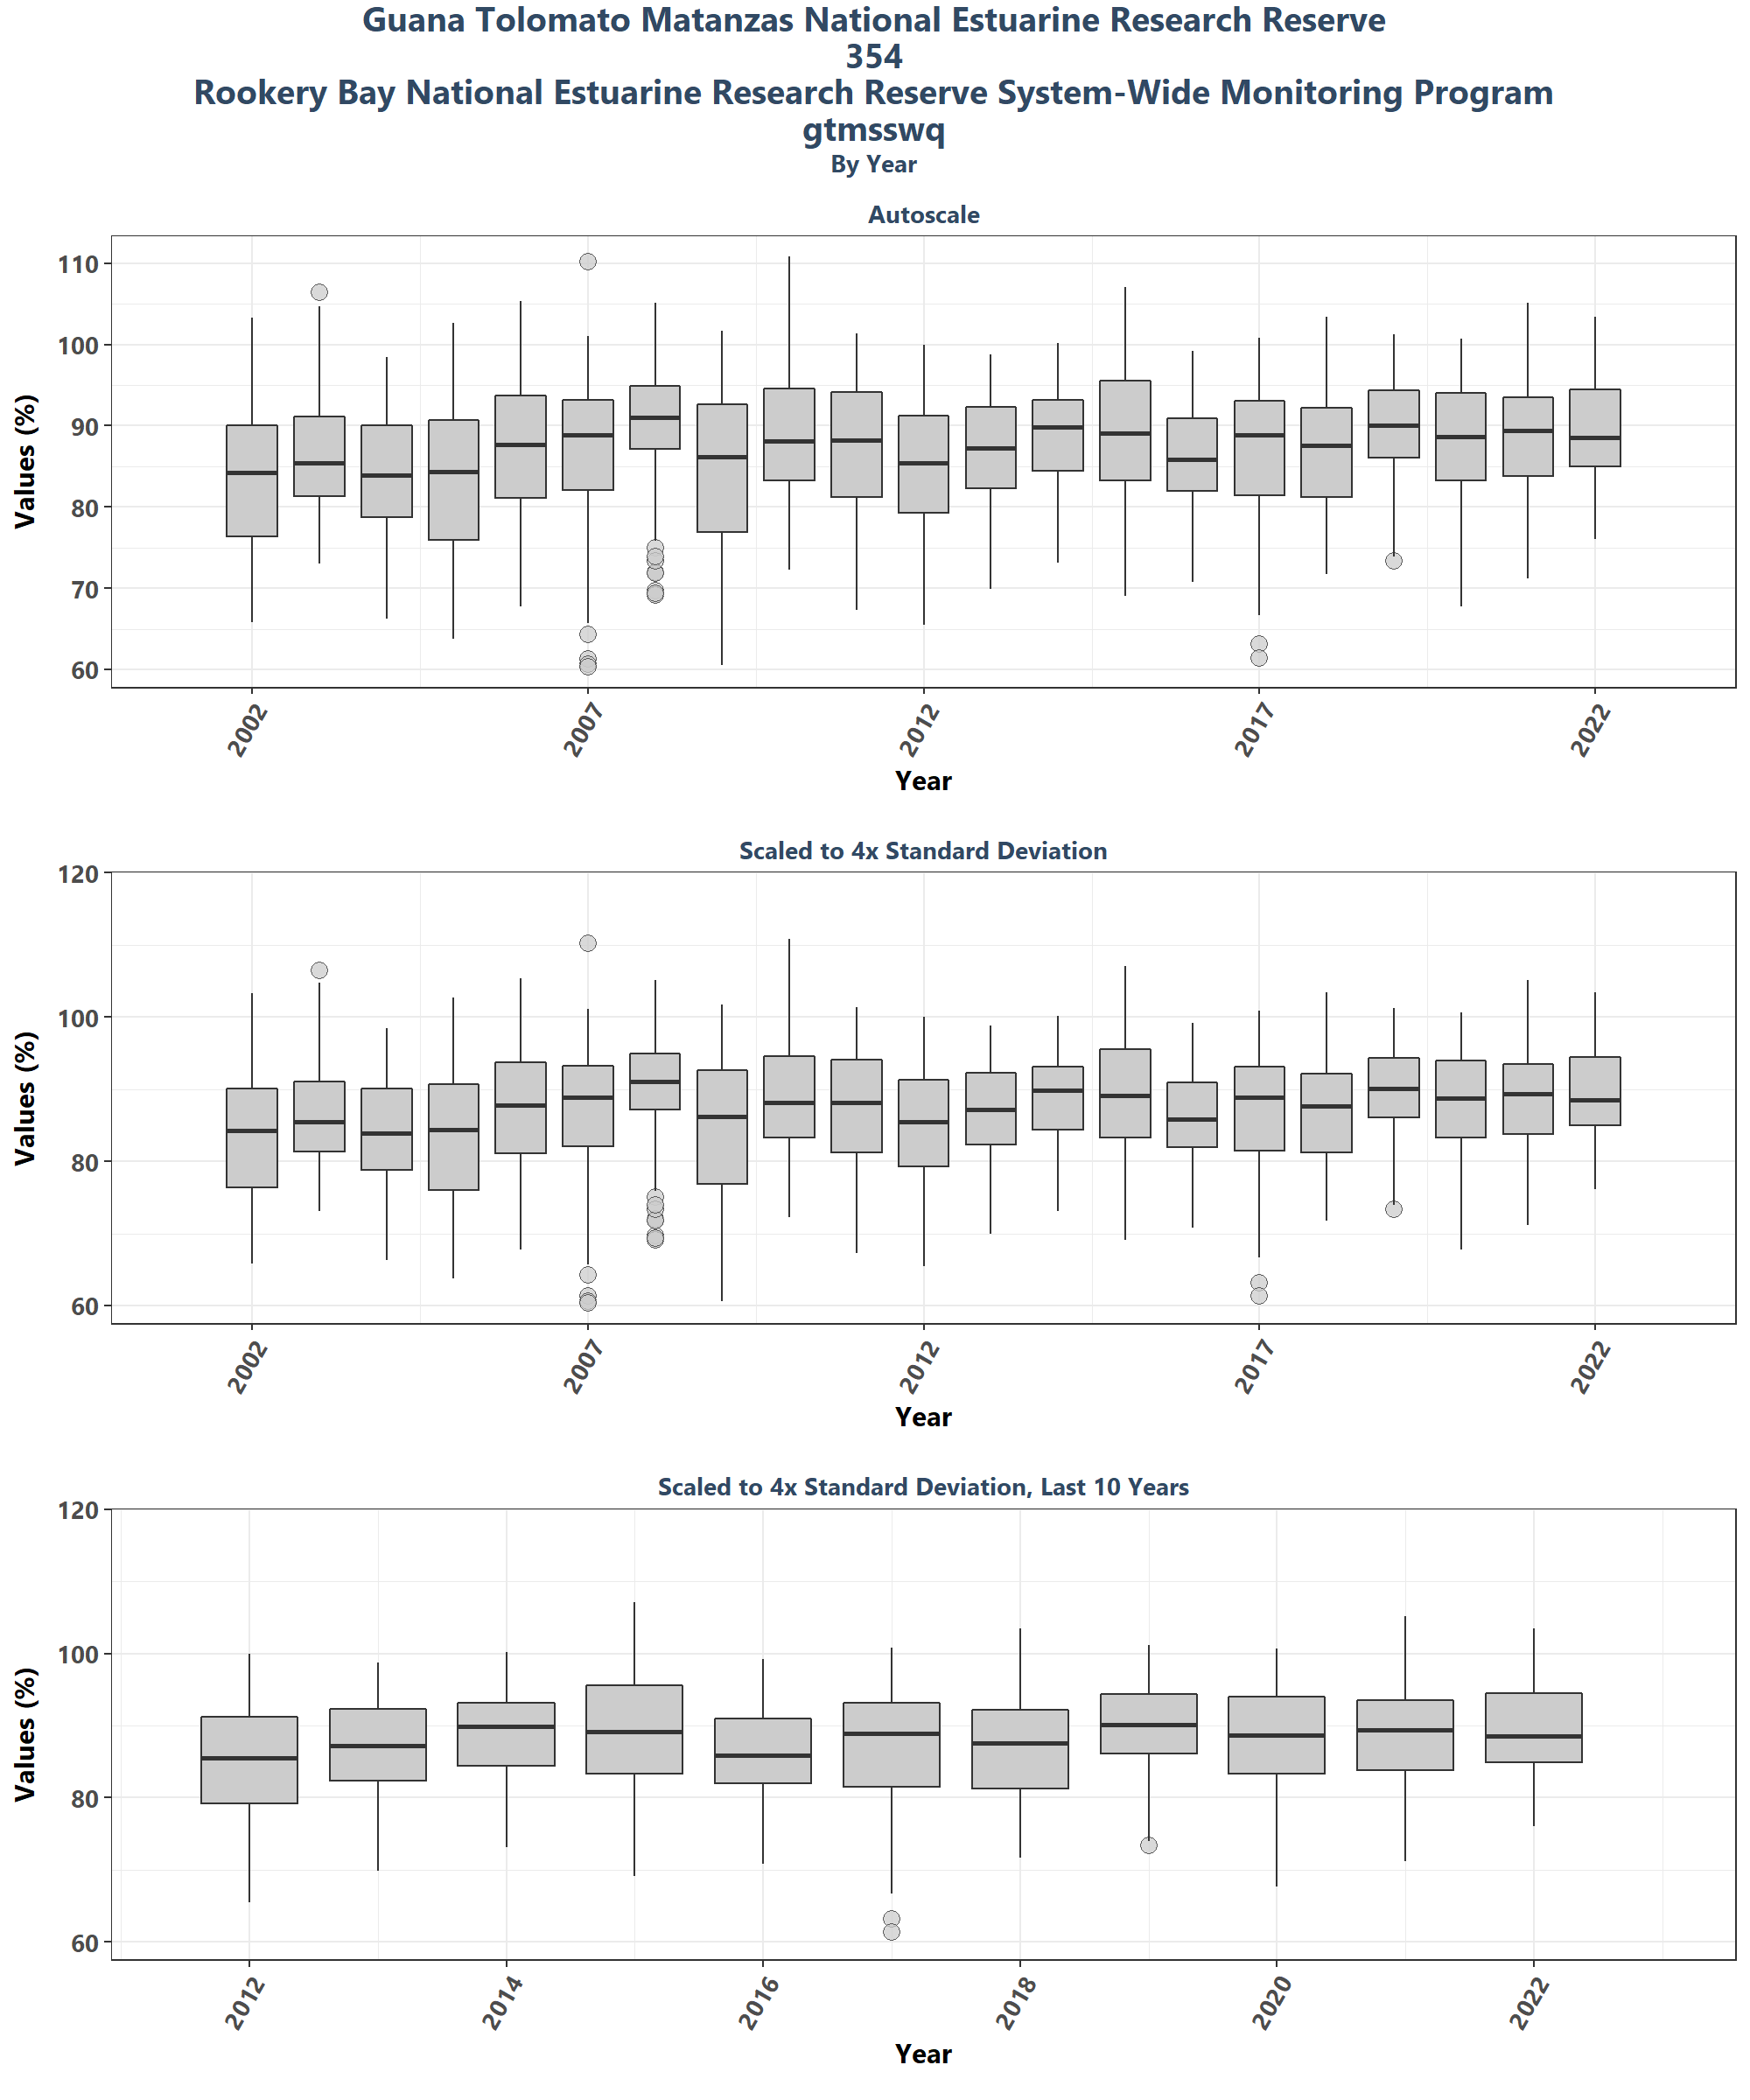 Guana Tolomato Matanzas National Estuarine Research Reserve
354
Rookery Bay National Estuarine Research Reserve System-Wide Monitoring Program
gtmsswq
By Year
Autoscale
Values (%)
110
100
90
80
70
60
2002
2007
2012
2017
2022
Year
Scaled to 4x Standard Deviation
Values (%)
120
100
80
60
2002
2007
2012
2017
2022
Year
Scaled to 4x Standard Deviation, Last 10 Years
Values (%)
120
100
80
60
2012
2014
2016
2018
2020
2022
Year